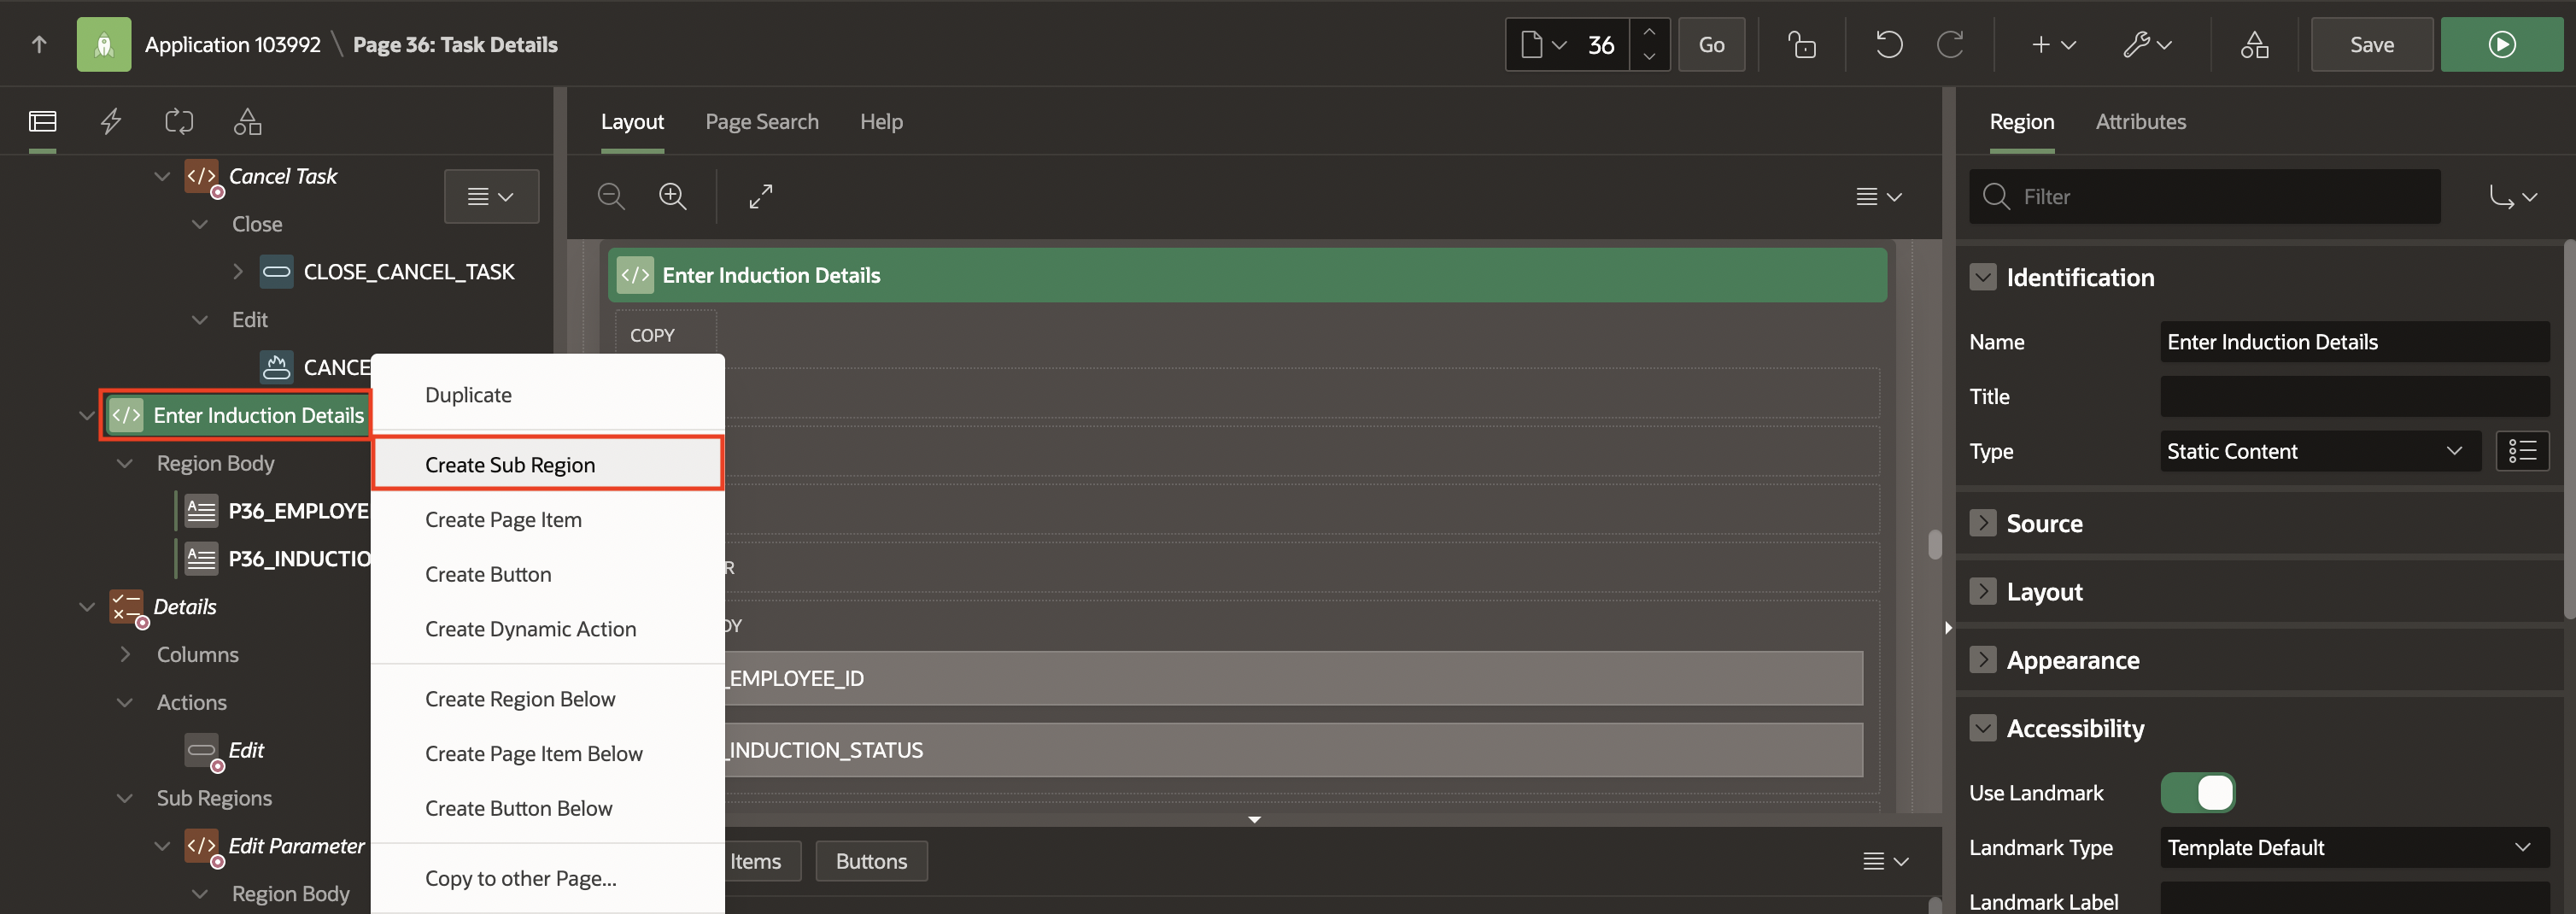 Application 103992 \ Page 36: Task Details
36
Go
Save
Cancel Task
Close
CLOSE_CANCEL_TASK
Edit
CANCE
Enter Induction Details
Region Body
P36_EMPLOYE
P36_INDUCTIO
Details
Columns
Actions
Edit
Sub Regions
Edit Parameter
Region Body
Duplicate
Create Sub Region
Create Page Item
Create Button
Create Dynamic Action
Create Region Below
Create Page Item Below
Create Button Below
Copy to other Page...
Layout
Page Search
Help
Enter Induction Details
COPY
R
DY
_EMPLOYEE_ID
_INDUCTION_STATUS
Items
Buttons
Region
Attributes
Filter
Identification
Name
Enter Induction Details
Title
Type
Static Content
Source
Layout
Appearance
Accessibility
Use Landmark
Landmark Type
Template Default
Landmark Label